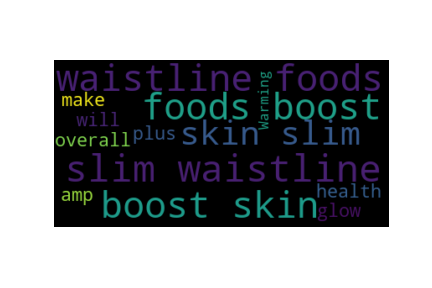 waistline foods
make foods boost Warming
will
overall plus skin slim
slim waistline
amp health
boost skin glow